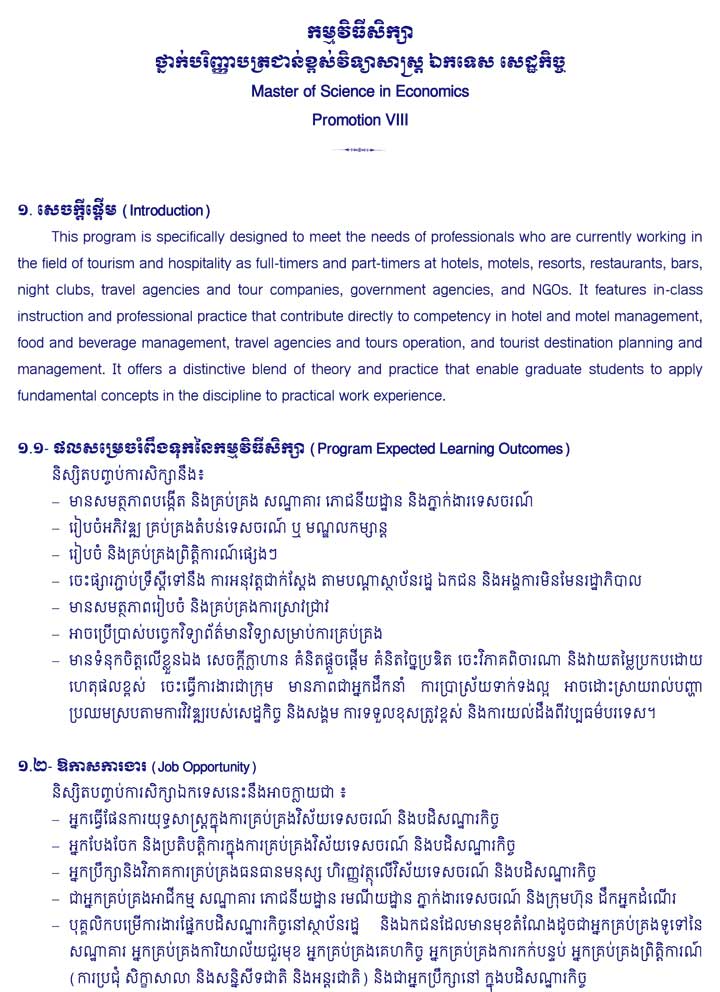 កម្មវិធីសិក្សា
ថ្នាក់បរិញ្ញាបត្រជាន់ខ្ពស់វិទ្យាសាស្ត្រ ឯកទេស សេដ្ឋកិច្ច
Master of Science in Economics
Promotion VIII
១. សេចក្តីផ្តើម (Introduction)
This program is specifically designed to meet the needs of professionals who are currently working in
the field of tourism and hospitality as full-timers and part-timers at hotels, motels, resorts, restaurants, bars,
night clubs, travel agencies and tour companies, government agencies, and NGOs. It features in-class
instruction and professional practice that contribute directly to competency in hotel and motel management,
food and beverage management, travel agencies and tours operation, and tourist destination planning and
management. It offers a distinctive blend of theory and practice that enable graduate students to apply
fundamental concepts in the discipline to practical work experience.
១.១- ផលសម្រេចរំពឹងទុកនៃកម្មវិធីសិក្សា (Program Expected Learning Outcomes)
និស្សិតបញ្ចប់ការសិក្សានឹង៖
– មានសមត្ថភាពបង្កើត និងគ្រប់គ្រង សណ្ឋាគារ ភោជនីយដ្ឋាន និងភ្នាក់ងារទេសចរណ៍
– រៀបចំអភិវឌ្ឍ គ្រប់គ្រងតំបន់ទេសចរណ៍ ឬ មណ្ឌលកម្សាន្ត
– រៀបចំ និងគ្រប់គ្រងព្រិត្តិការណ៍ផ្សេងៗ
– ចេះផ្សារភ្ជាប់ទ្រឹស្តីទៅនឹង ការអនុវត្តជាក់ស្តែង តាមបណ្តាស្ថាប័នរដ្ឋ ឯកជន និងអង្គការមិនមែនរដ្ឋាភិបាល
– មានសមត្ថភាពរៀបចំ និងគ្រប់គ្រងការស្រាវជ្រាវ
– អាចប្រើប្រាស់បច្ចេកវិទ្យាព័ត៌មានវិទ្យាសម្រាប់ការគ្រប់គ្រង
– មានទំនុកចិត្តលើខ្លួនឯង សេចក្តីក្លាហាន គំនិតផ្តួចផ្តើម គំនិតច្នៃប្រឌិត ចេះវិភាគពិចារណា និងវាយតម្លៃប្រកបដោយ
ហេតុផលខ្ពស់ ចេះធ្វើការងារជាក្រុម មានភាពជាអ្នកដឹកនាំ ការប្រាស្រ័យទាក់ទងល្អ អាចដោះស្រាយរាល់បញ្ហា
ប្រឈមស្របតាមការវិវឌ្ឍរបស់សេដ្ឋកិច្ច និងសង្គម ការទទួលខុសត្រូវខ្ពស់ និងការយល់ដឹងពីវប្បធម៌បរទេស។
១.២- ឱកាសការងារ (Job Opportunity)
និស្សិតបញ្ចប់ការសិក្សាឯកទេសនេះនឹងអាចក្លាយជា ៖
– អ្នកធ្វើផែនការយុទ្ធសាស្ត្រក្នុងការគ្រប់គ្រងវិស័យទេសចរណ៍ និងបដិសណ្ឋារកិច្ច
– អ្នកបែងចែក និងប្រតិបត្តិការក្នុងការគ្រប់គ្រងវិស័យទេសចរណ៍ និងបដិសណ្ឋារកិច្ច
– អ្នកប្រឹក្សានិងវិភាគការគ្រប់គ្រងធនធានមនុស្ស ហិរញ្ញវត្ថុលើវិស័យទេសចរណ៍ និងបដិសណ្ឋារកិច្ច
– ជាអ្នកគ្រប់គ្រងអាជីវកម្ម សណ្ឋាគារ ភោជនីយដ្ឋាន រមណីយដ្ឋាន ភ្នាក់ងារទេសចរណ៍ និងក្រុមហ៊ុន ដឹកអ្នកដំណើរ
– បុគ្គលិកបម្រើការងារផ្នែកបដិសណ្ឋារកិច្ចនៅស្ថាប័នរដ្ឋ និងឯកជនដែលមានមុខតំណែងដូចជាអ្នកគ្រប់គ្រងទូទៅនៃ
សណ្ឋាគារ អ្នកគ្រប់គ្រងការិយាល័យជួរមុខ អ្នកគ្រប់គ្រងគេហកិច្ច អ្នកគ្រប់គ្រងការកក់បន្ទប់ អ្នកគ្រប់គ្រងព្រិត្តិការណ៍
(ការប្រជុំ សិក្ខាសាលា និងសន្និសីទជាតិ និងអន្តរជាតិ) និងជាអ្នកប្រឹក្សានៅ ក្នុងបដិសណ្ឋារកិច្ច